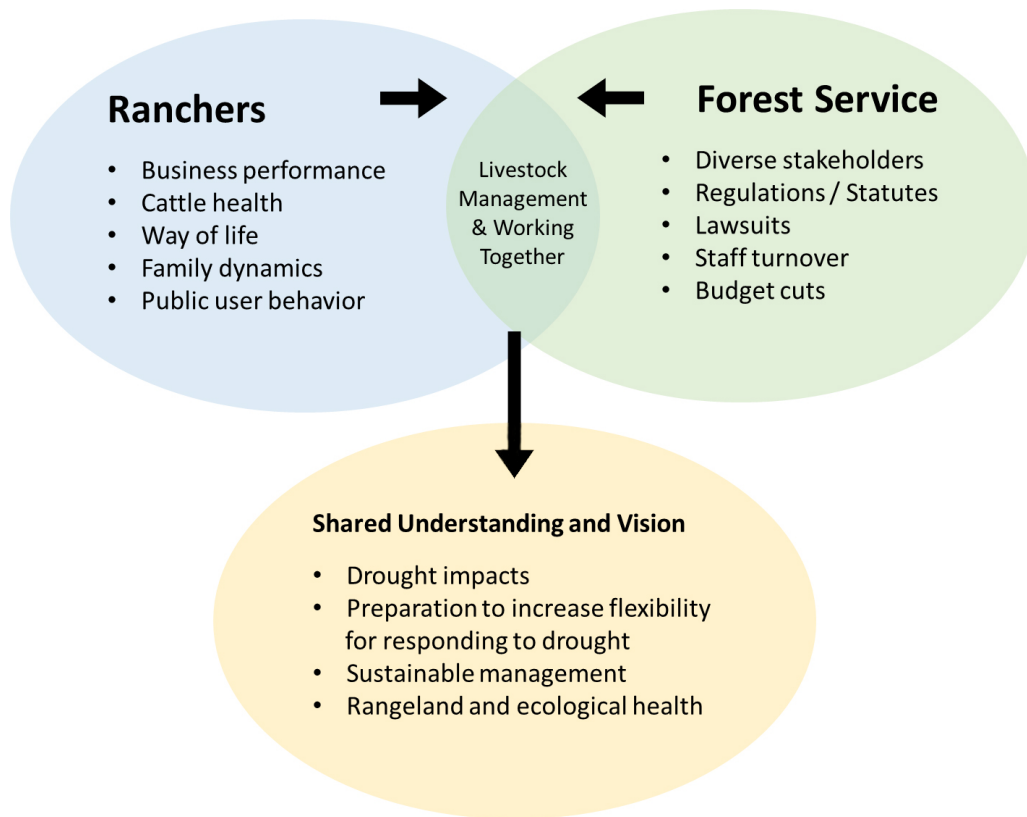 Ranchers
• Business performance
• Cattle health
• Way of life
• Family dynamics
• Public user behavior
Livestock
Management
& Working
Together
Forest Service
• Diverse stakeholders
• Regulations / Statutes
• Lawsuits
• Staff turnover
• Budget cuts
Shared Understanding and Vision
• Drought impacts
• Preparation to increase flexibility
for responding to drought
• Sustainable management
• Rangeland and ecological health